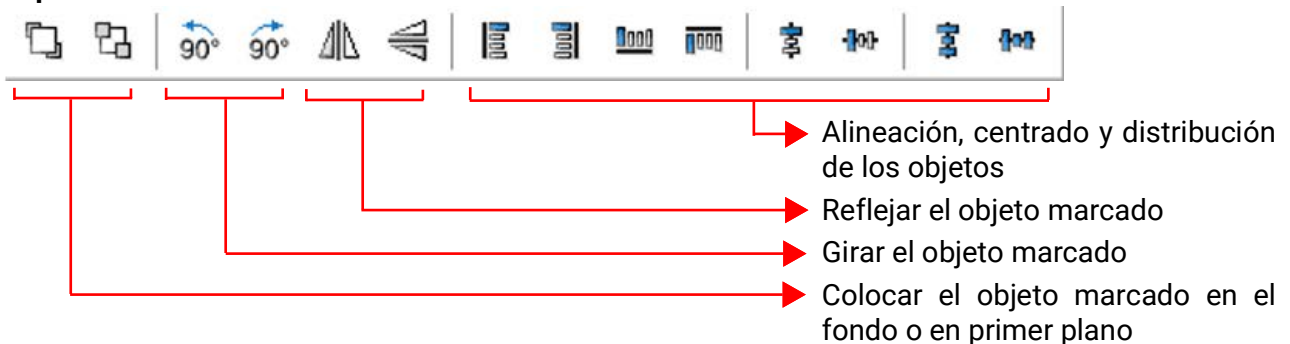 90° 90°
Alineación, centrado y distribución
de los objetos
Reflejar el objeto marcado
Girar el objeto marcado
Colocar el objeto marcado en el
fondo o en primer plano